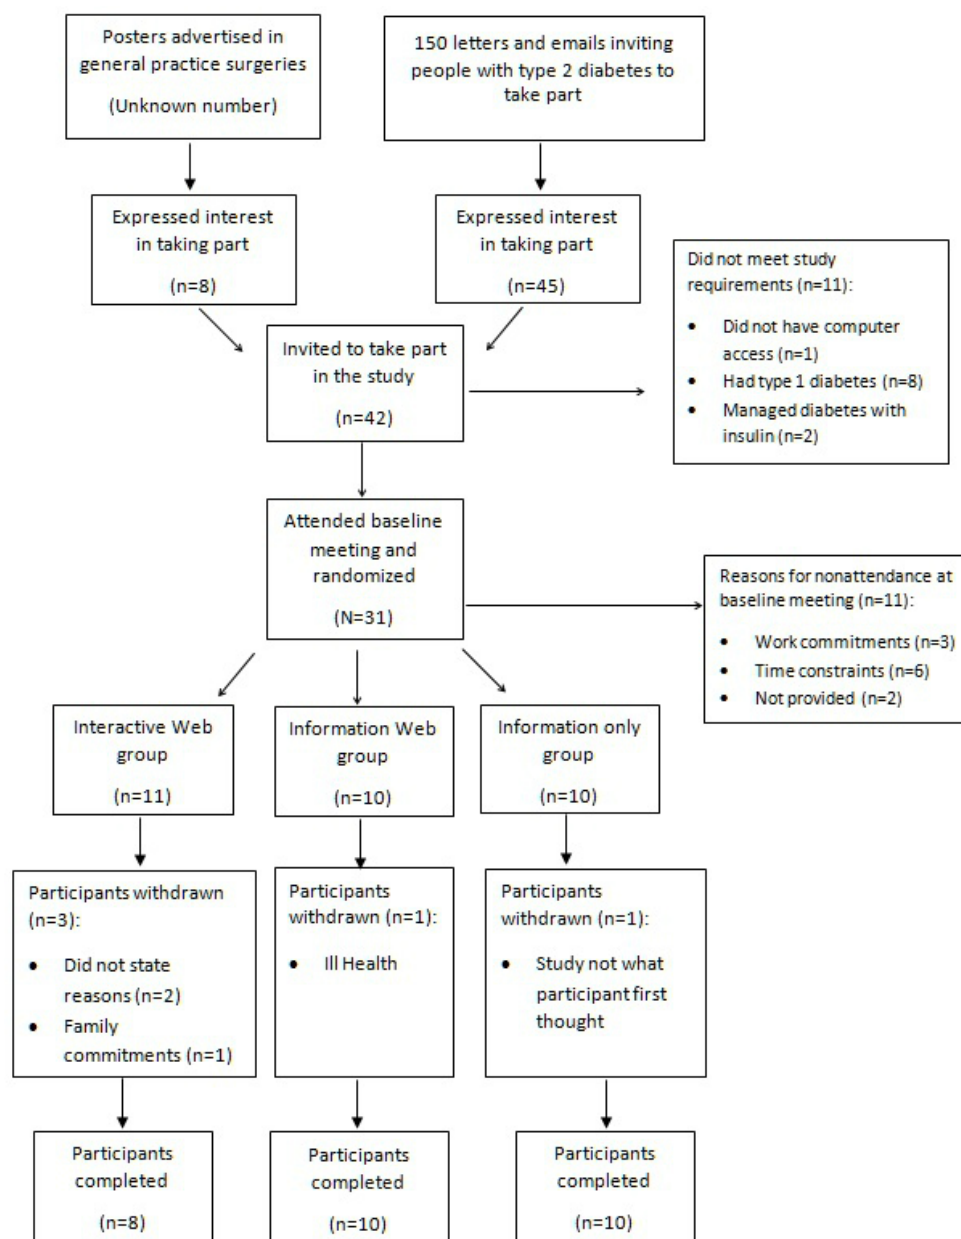 Posters advertised in
general practice surgeries
(Unknown number)
150 letters and emails inviting
people with type 2 diabetes to
take part
Expressed interest
in taking part
(n=8)
Expressed interest
in taking part
(n=45)
Did not meet study
requirements (n=11):
• Did not have computer
access (n=1)
• Had type 1 diabetes (n=8)
• Managed diabetes with
insulin (n=2)
Invited to take part
in the study
(n=42)
Attended baseline
meeting and
randomized
(N=31)
Reasons for nonattendance at
baseline meeting (n=11):
• Work commitments (n=3)
• Time constraints (n=6)
• Not provided (n=2)
Interactive Web
group
(n=11)
Information Web
group
(n=10)
Information only
group
(n=10)
Participants withdrawn
(n=3):
• Did not state
reasons (n=2)
• Family
commitments (n=1)
Participants
withdrawn (n=1):
• Ill Health
Participants
withdrawn (n=1):
• Study not what
participant first
thought
Participants
completed
(n=8)
Participants
completed
(n=10)
Participants
completed
(n=10)